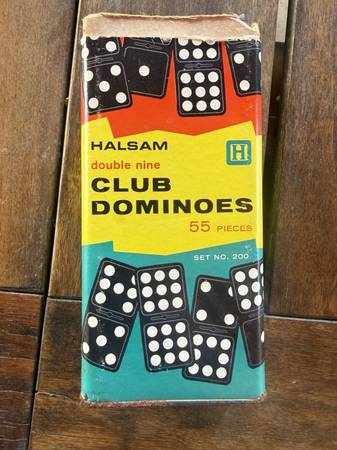 HALSAM
H
double nine
CLUB
DOMINOES
55 PIECES
SET NO. 200